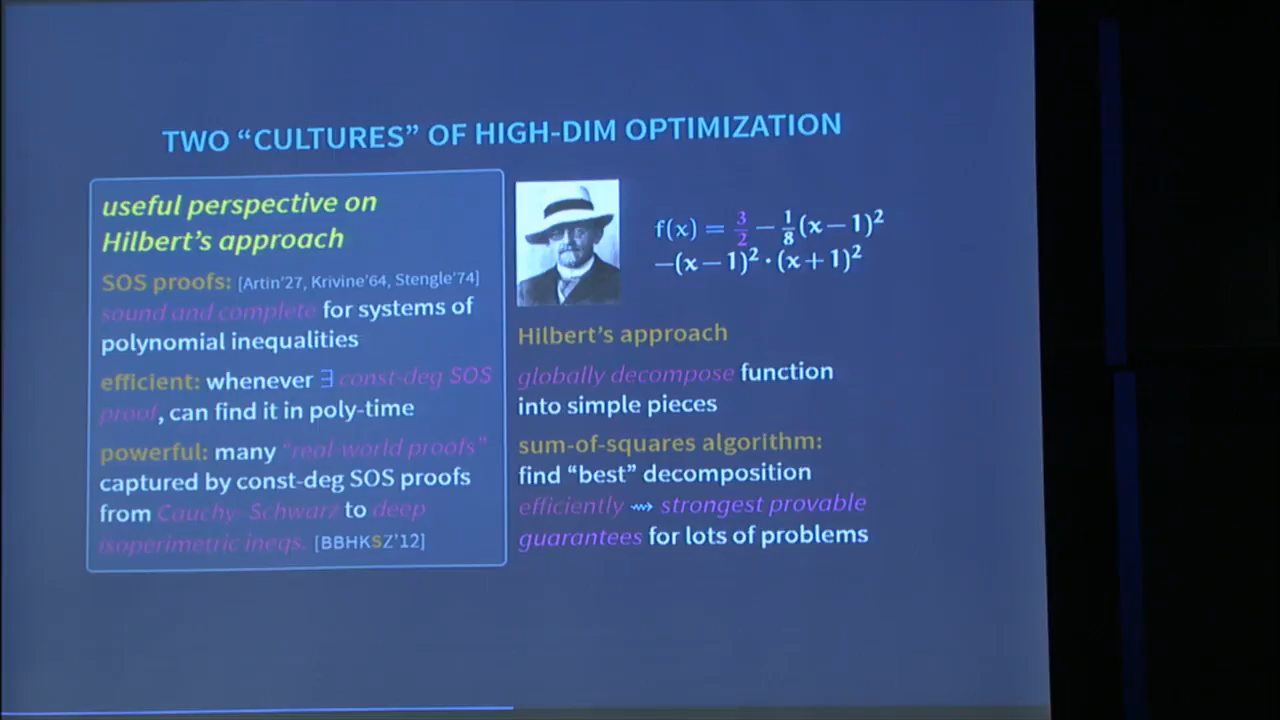 TWO “CULTURES” OF HIGH-DIM OPTIMIZATION
useful perspective on
Hilbert’s approach
SOS proofs: [Artin’27, Krivine’64, Stengle’74]
sound and complete for systems of
polynomial inequalities
efficient: whenever ∃ const-deg SOS
proof, can find it in poly-time
powerful: many “real world proofs”
captured by const-deg SOS proofs
from Cauchy-Schwarz to deep
isoperimetric ineqs. [BBHKSZ’12]
f(x) = 3/2 − 1/8(x−1)²
−(x−1)² · (x+1)²
Hilbert’s approach
globally decompose function
into simple pieces
sum-of-squares algorithm:
find “best” decomposition
efficiently ⇝ strongest provable
guarantees for lots of problems